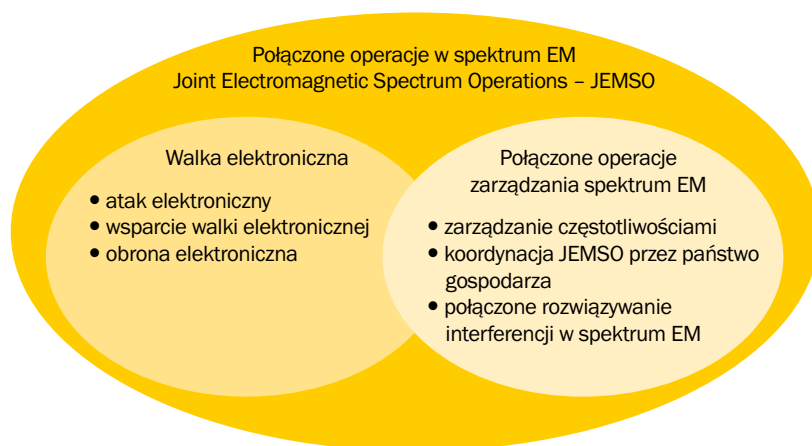 Połączone operacje w spektrum EM
Joint Electromagnetic Spectrum Operations – JEMSO
Walka elektroniczna
• atak elektroniczny
• wsparcie walki elektronicznej
• obrona elektroniczna
Połączone operacje
zarządzania spektrum EM
• zarządzanie częstotliwościami
• koordynacja JEMSO przez państwo
gospodarza
• połączone rozwiązywanie
interferencji w spektrum EM